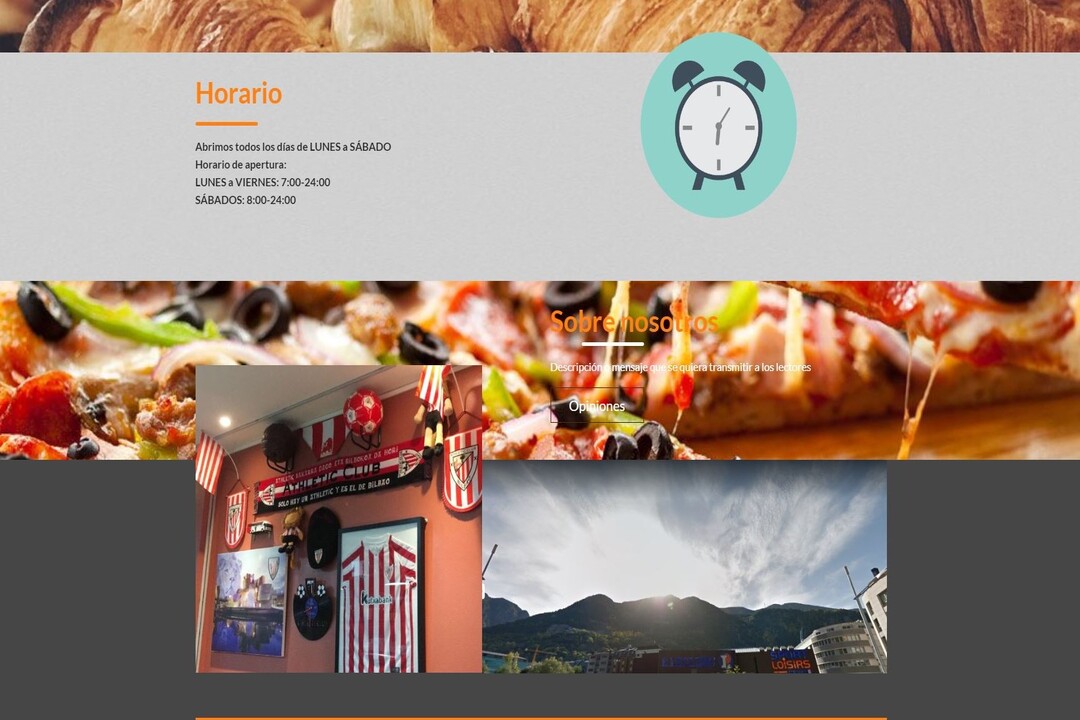 Horario
Abrimos todos los días de LUNES a SÁBADO
Horario de apertura:
LUNES a VIERNES: 7:00-24:00
SÁBADOS: 8:00-24:00
Sobre nosotros
Descripción o mensaje que se quiera transmitir a los lectores
Opiniones
ATHLETIC CLUB
SOLO HAY UN ATHLETIC Y ES EL DE BILBAO
Kutxabank
SPORT
LOISIRS